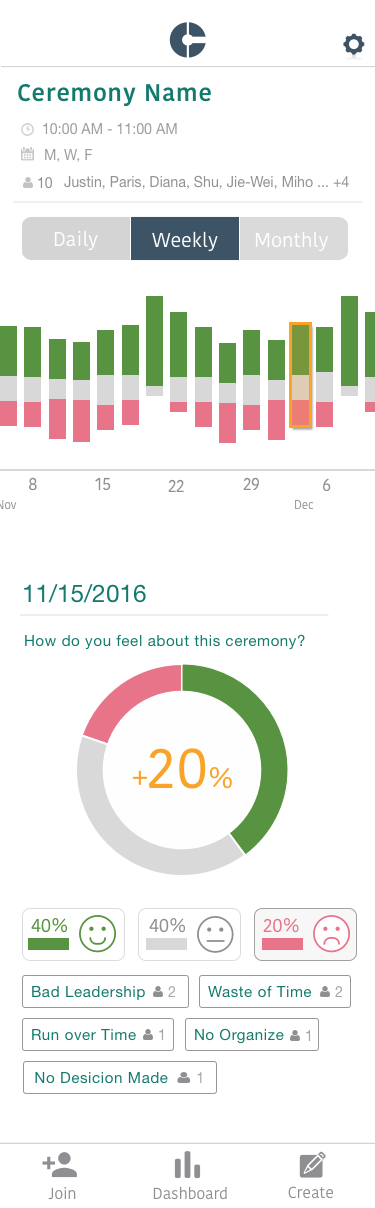 Ceremony Name
10:00 AM - 11:00 AM
M, W, F
10 Justin, Paris, Diana, Shu, Jie-Wei, Miho ... +4
Daily Weekly Monthly
8 15 22 29 6
Nov Dec
11/15/2016
How do you feel about this ceremony?
+20%
40% 40% 20%
Bad Leadership 2 Waste of Time 2
Run over Time 1 No Organize 1
No Desicion Made 1
Join Dashboard Create